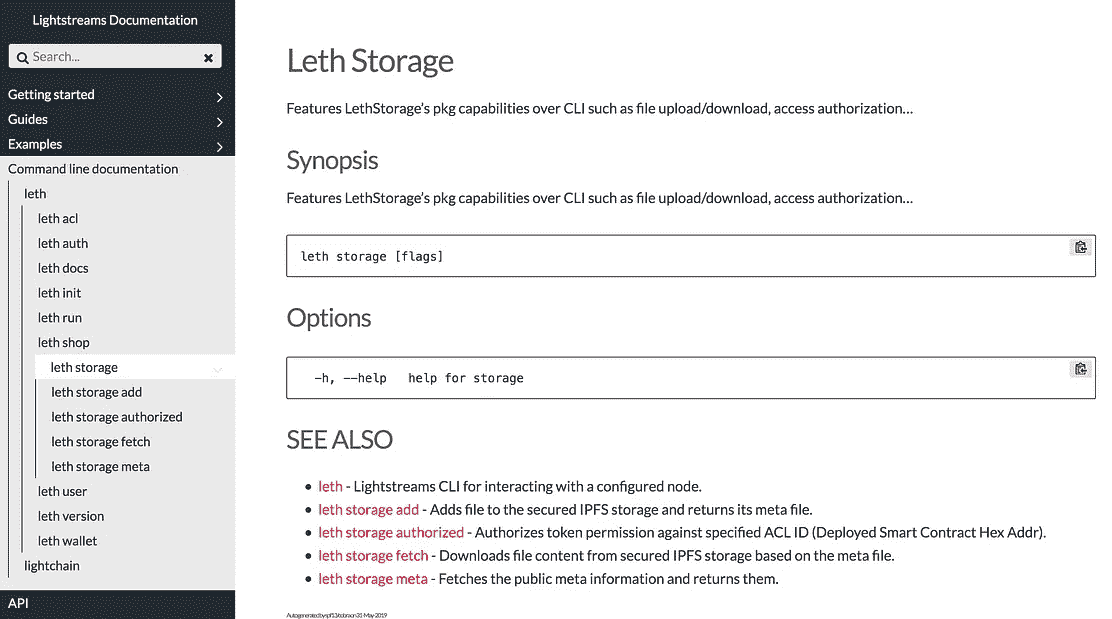 Lightstreams Documentation
Search...
Getting started
Guides
Examples
Command line documentation
leth
leth acl
leth auth
leth docs
leth init
leth run
leth shop
leth storage
leth storage add
leth storage authorized
leth storage fetch
leth storage meta
leth user
leth version
leth wallet
lightchain
API
Leth Storage
Features LethStorage’s pkg capabilities over CLI such as file upload/download, access authorization…
Synopsis
Features LethStorage’s pkg capabilities over CLI such as file upload/download, access authorization…
leth storage [flags]
Options
-h, --help   help for storage
SEE ALSO
• leth - Lightstreams CLI for interacting with a configured node.
• leth storage add - Adds file to the secured IPFS storage and returns its meta file.
• leth storage authorized - Authorizes token permission against specified ACL ID (Deployed Smart Contract Hex Addr).
• leth storage fetch - Downloads file content from secured IPFS storage based on the meta file.
• leth storage meta - Fetches the public meta information and returns them.
Autogenerated by spf13/cobra on 31-May-2019